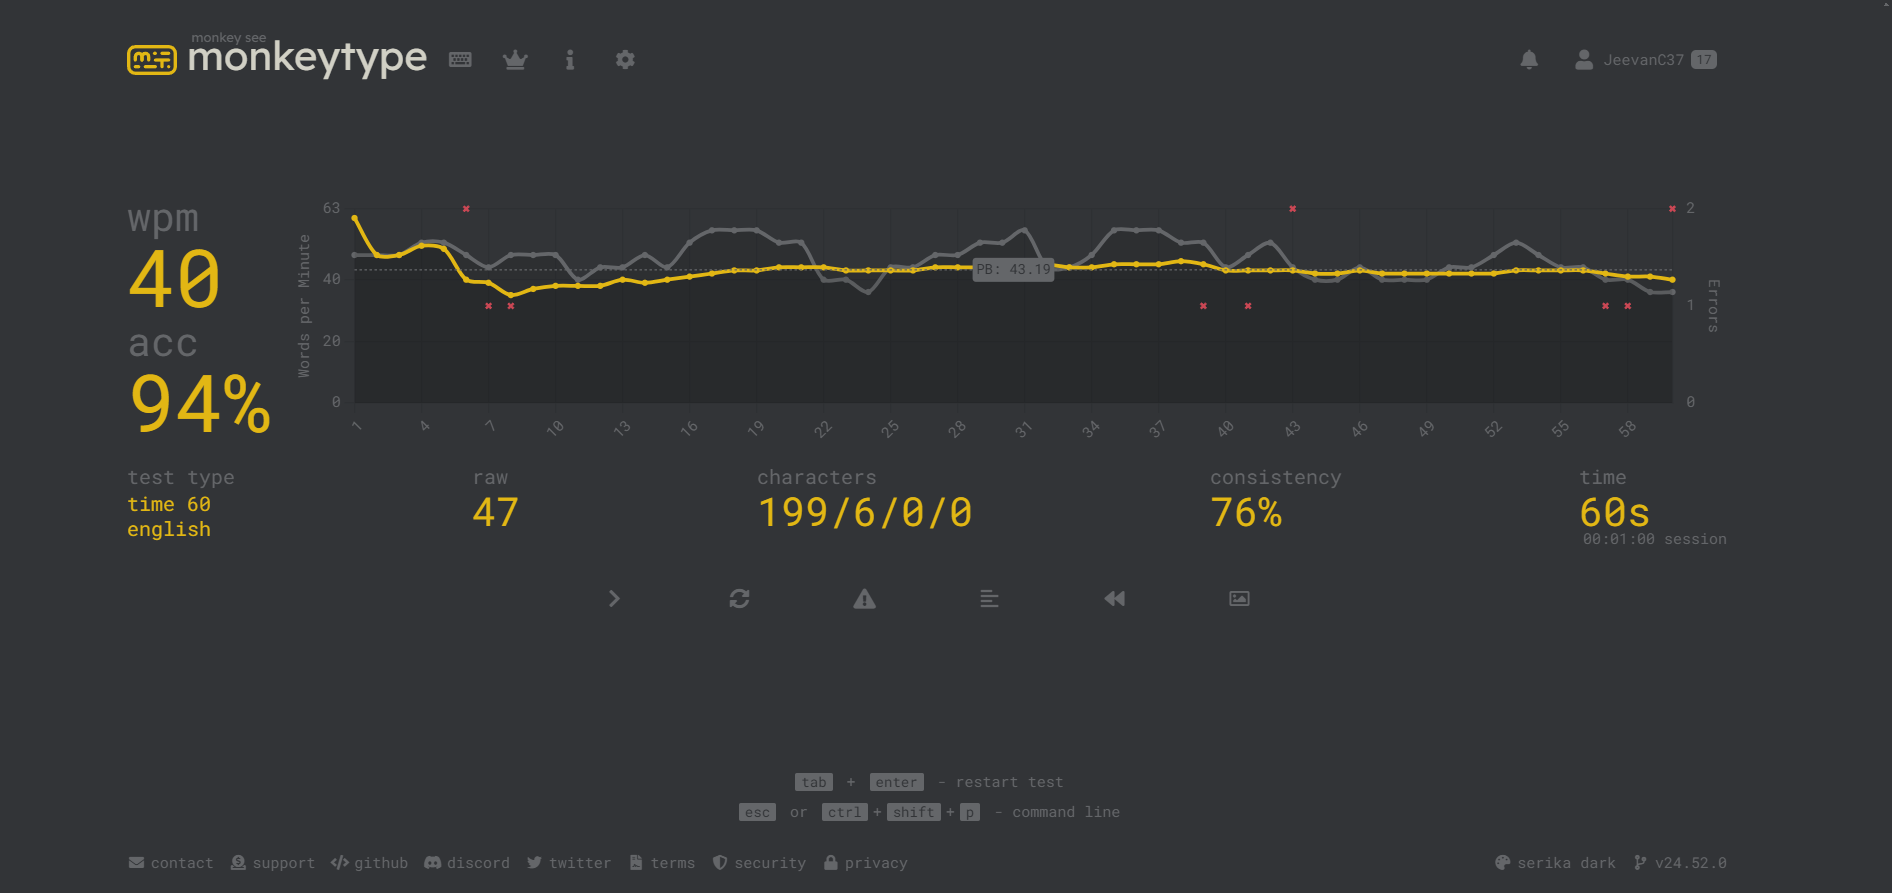 monkey see
monkeytype
JeevanC37 17
wpm
40
acc
94%
63
40
20
0
Words per Minute
PB: 43.19
2
1
0
Errors
1 4 7 10 13 16 19 22 25 28 31 34 37 40 43 46 49 52 55 58
test type
time 60
english
raw
47
characters
199/6/0/0
consistency
76%
time
60s
00:01:00 session
tab + enter - restart test
esc or ctrl + shift + p - command line
contact support github discord twitter terms security privacy serika dark v24.52.0